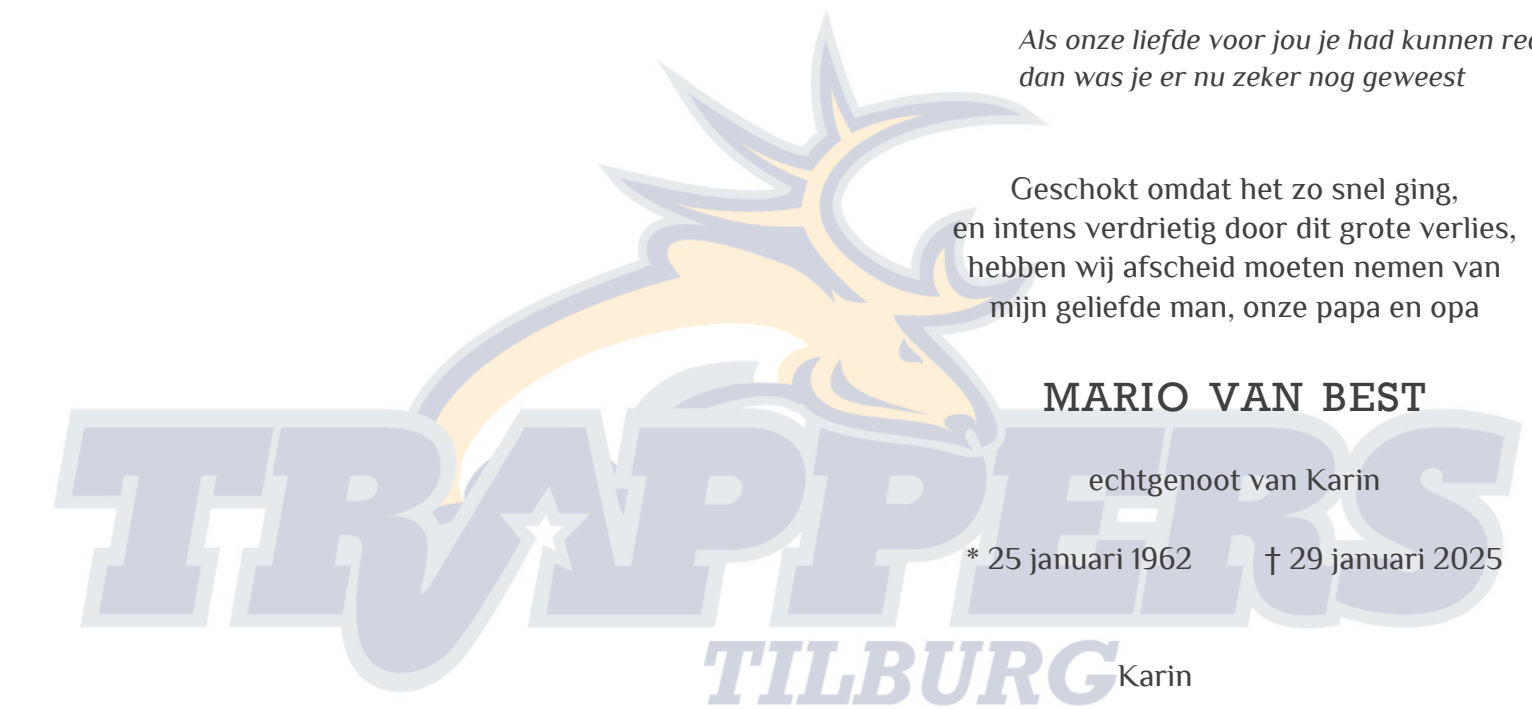 Als onze liefde voor jou je had kunnen
dan was je er nu zeker nog geweest
Geschokt omdat het zo snel ging,
en intens verdrietig door dit grote verlies,
hebben wij afscheid moeten nemen van
mijn geliefde man, onze papa en opa
MARIO VAN BEST
echtgenoot van Karin
* 25 januari 1962 † 29 januari 2025
TRAPPERS
TILBURG
Karin